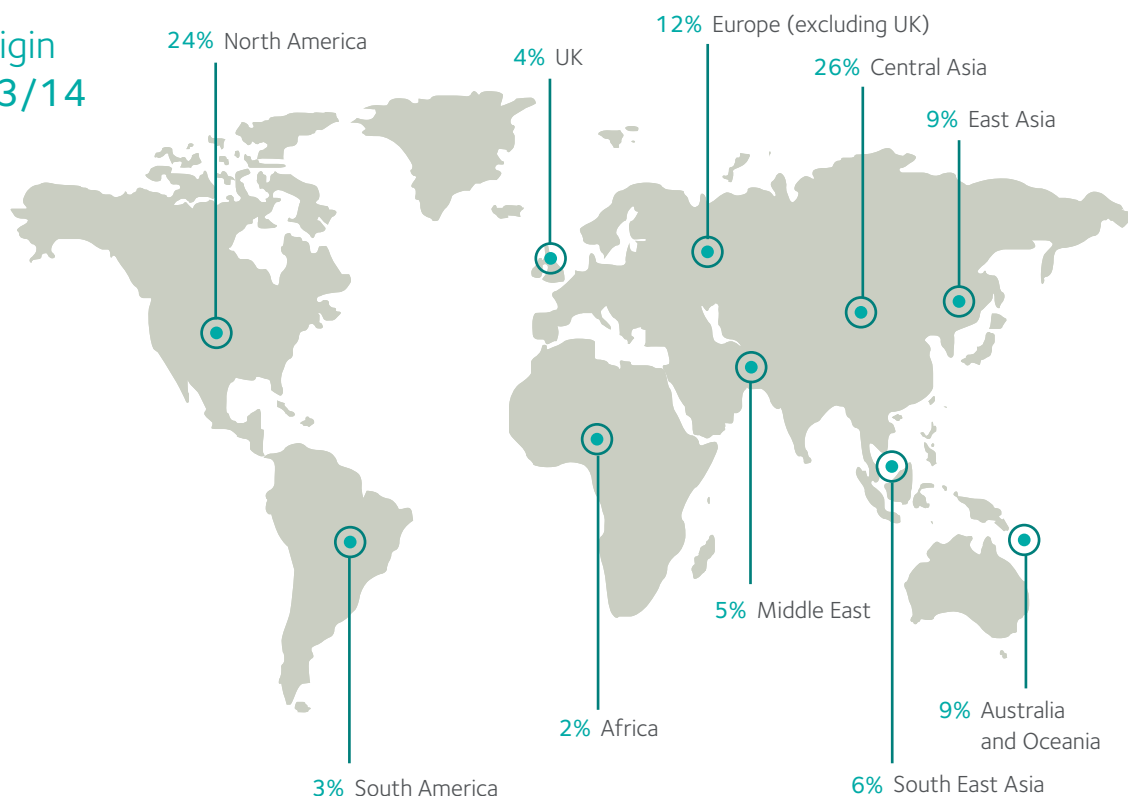 igin
3/14
24% North America
4% UK
12% Europe (excluding UK)
26% Central Asia
9% East Asia
5% Middle East
2% Africa
3% South America
9% Australia
and Oceania
6% South East Asia